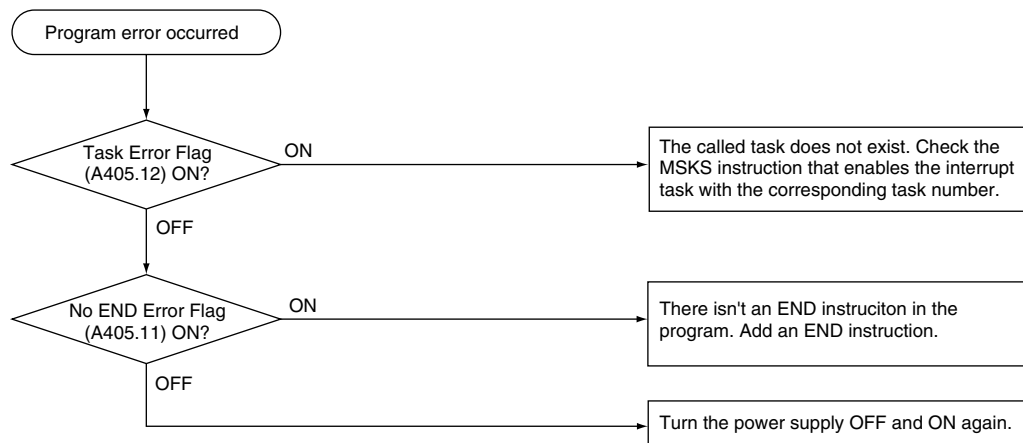 Program error occurred
Task Error Flag
(A405.12) ON?
ON
The called task does not exist. Check the
MSKS instruction that enables the interrupt
task with the corresponding task number.
OFF
No END Error Flag
(A405.11) ON?
ON
There isn't an END instruciton in the
program. Add an END instruction.
OFF
Turn the power supply OFF and ON again.